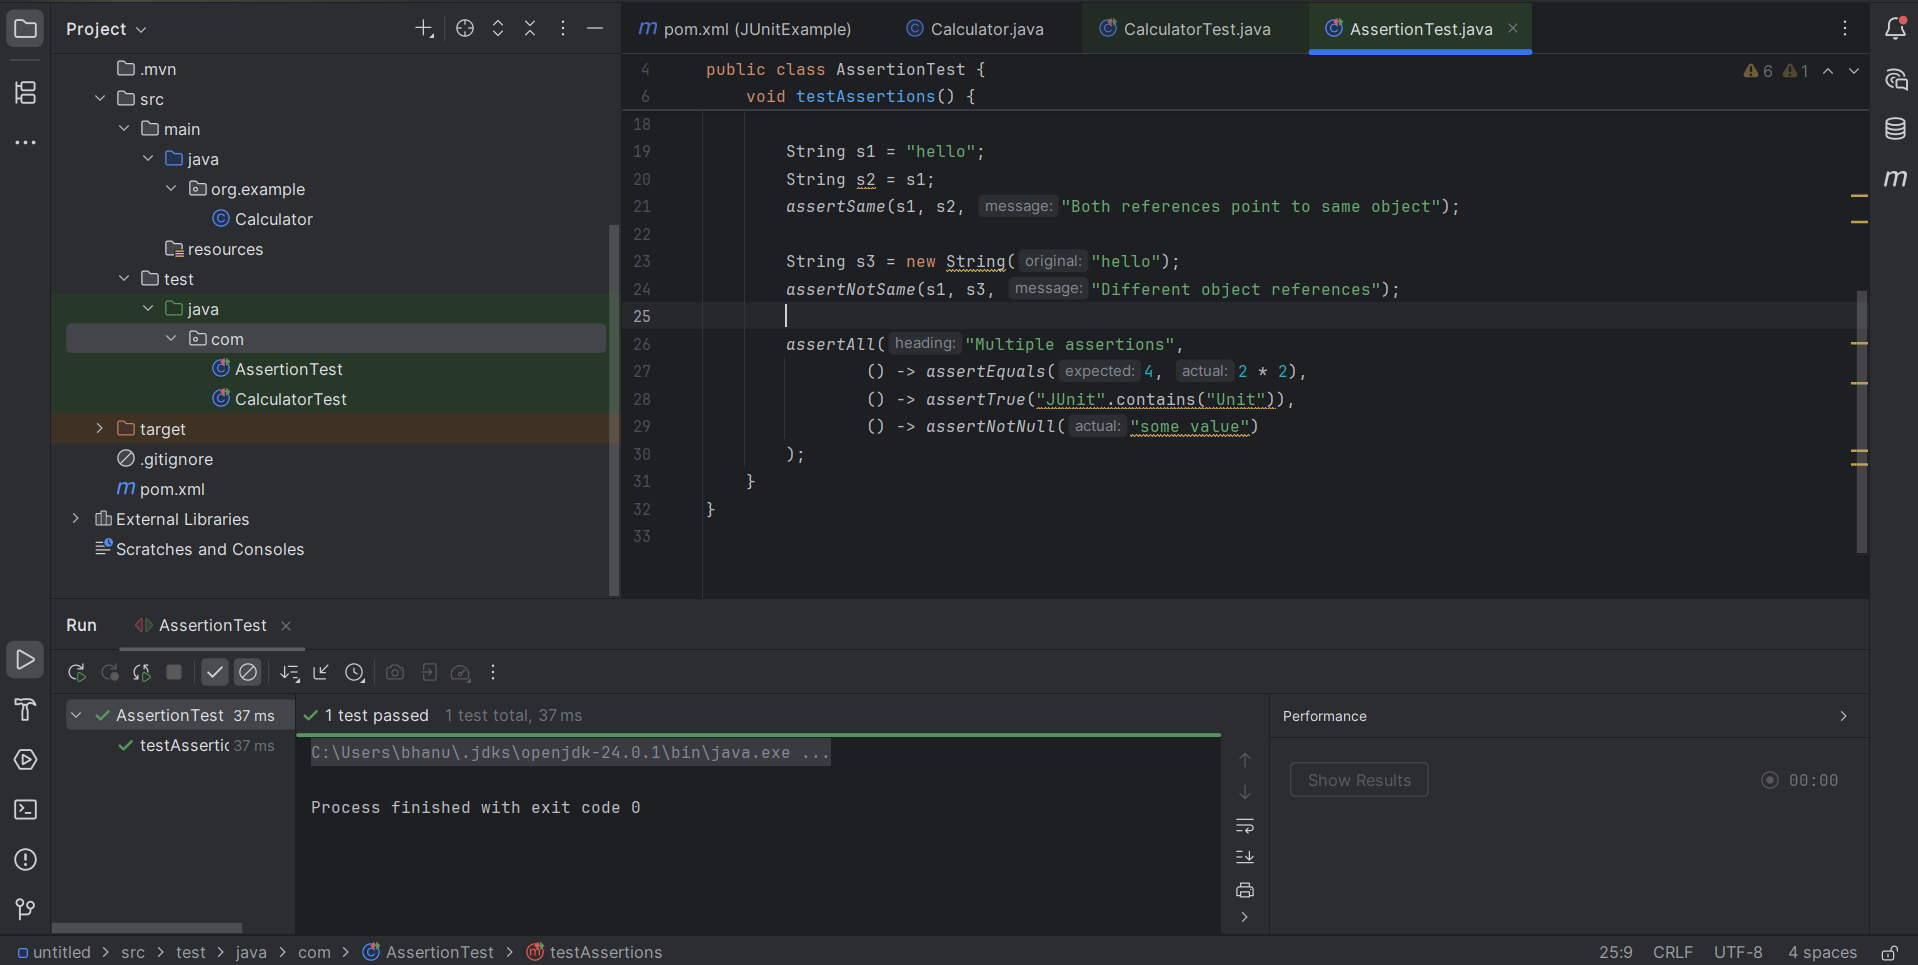 Project
pom.xml (JUnitExample)
Calculator.java
CalculatorTest.java
AssertionTest.java
.mvn
src
main
java
org.example
Calculator
resources
test
java
com
AssertionTest
CalculatorTest
target
.gitignore
pom.xml
External Libraries
Scratches and Consoles
6 1
4 public class AssertionTest {
6 void testAssertions() {
18
19 String s1 = "hello";
20 String s2 = s1;
21 assertSame(s1, s2, message: "Both references point to same object");
22
23 String s3 = new String( original: "hello");
24 assertNotSame(s1, s3, message: "Different object references");
25
26 assertAll( heading: "Multiple assertions",
27 () -> assertEquals( expected: 4, actual: 2 * 2),
28 () -> assertTrue("JUnit".contains("Unit")),
29 () -> assertNotNull( actual: "some value")
30 );
31 }
32 }
33
Run
AssertionTest
AssertionTest 37 ms
testAssertic 37 ms
1 test passed 1 test total, 37 ms
C:\Users\bhanu\.jdks\openjdk-24.0.1\bin\java.exe ...
Process finished with exit code 0
Performance
Show Results
00:00
untitled > src > test > java > com > AssertionTest > testAssertions
25:9 CRLF UTF-8 4 spaces